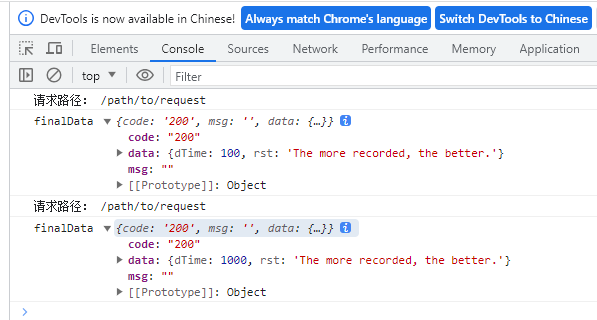 DevTools is now available in Chinese! Always match Chrome's language Switch DevTools to Chinese
Elements Console Sources Network Performance Memory Application
top Filter
请求路径: /path/to/request
finalData {code: '200', msg: '', data: {…}}
code: "200"
data: {dTime: 100, rst: 'The more recorded, the better.'}
msg: ""
[[Prototype]]: Object
请求路径: /path/to/request
finalData {code: '200', msg: '', data: {…}}
code: "200"
data: {dTime: 1000, rst: 'The more recorded, the better.'}
msg: ""
[[Prototype]]: Object